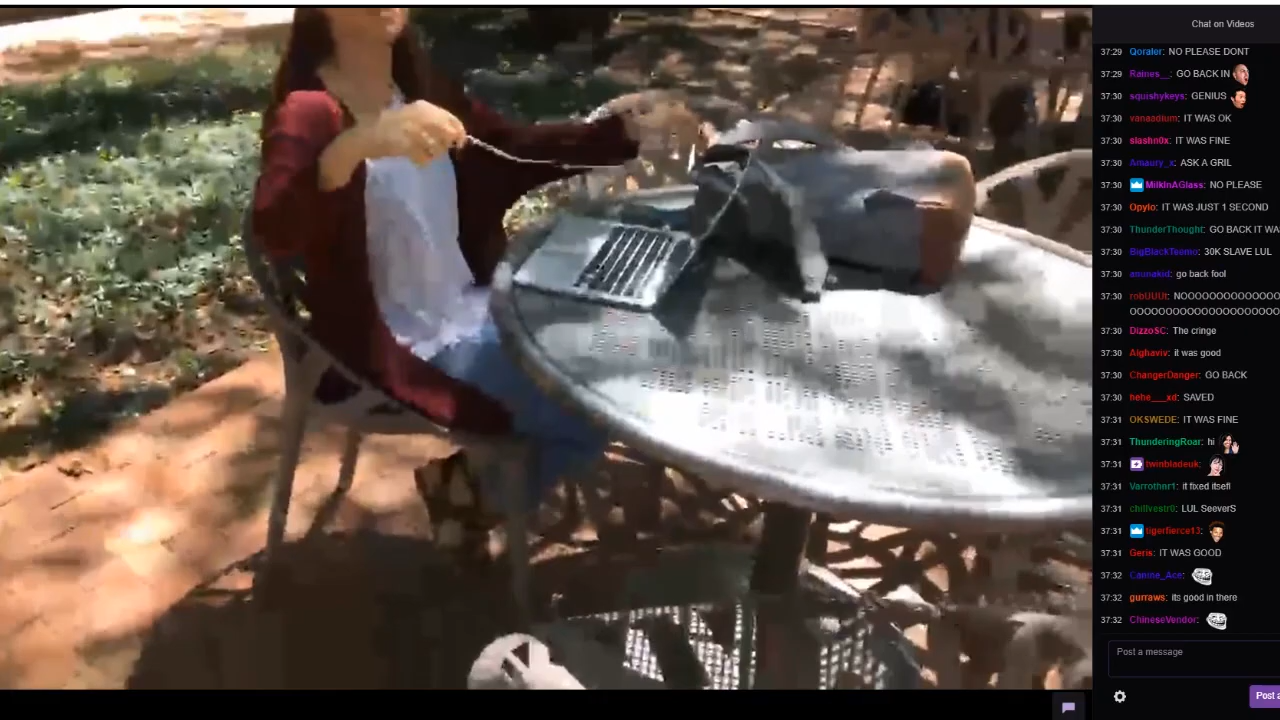 Chat on Videos
37:29 Qoraler: NO PLEASE DONT
37:29 Raines__: GO BACK IN
37:30 squishykeys: GENIUS
37:30 vanaadium: IT WAS OK
37:30 slashn0x: IT WAS FINE
37:30 Amaury_x: ASK A GRIL
37:30 MilkInAGlass: NO PLEASE
37:30 Opylo: IT WAS JUST 1 SECOND
37:30 ThunderThought: GO BACK IT WA
37:30 BigBlackTeemo: 30K SLAVE LUL
37:30 asunakid: go back fool
37:30 robUUUt: NOOOOOOOOOOOOOO
OOOOOOOOOOOOOOOOOOOO
37:30 DizzoSC: The cringe
37:30 Alghaviv: it was good
37:30 ChangerDanger: GO BACK
37:30 hehe___xd: SAVED
37:31 OKSWEDE: IT WAS FINE
37:31 ThunderingRoar: hi
37:31 twinbladeuk:
37:31 Varrothar1: it fixed itself
37:31 chillvestr0: LUL SeeverS
37:31 tigerfierce13:
37:31 Geris: IT WAS GOOD
37:32 Canme_Ace:
37:32 gurraws: its good in there
37:32 ChineseVendor:
Post a message
Post a